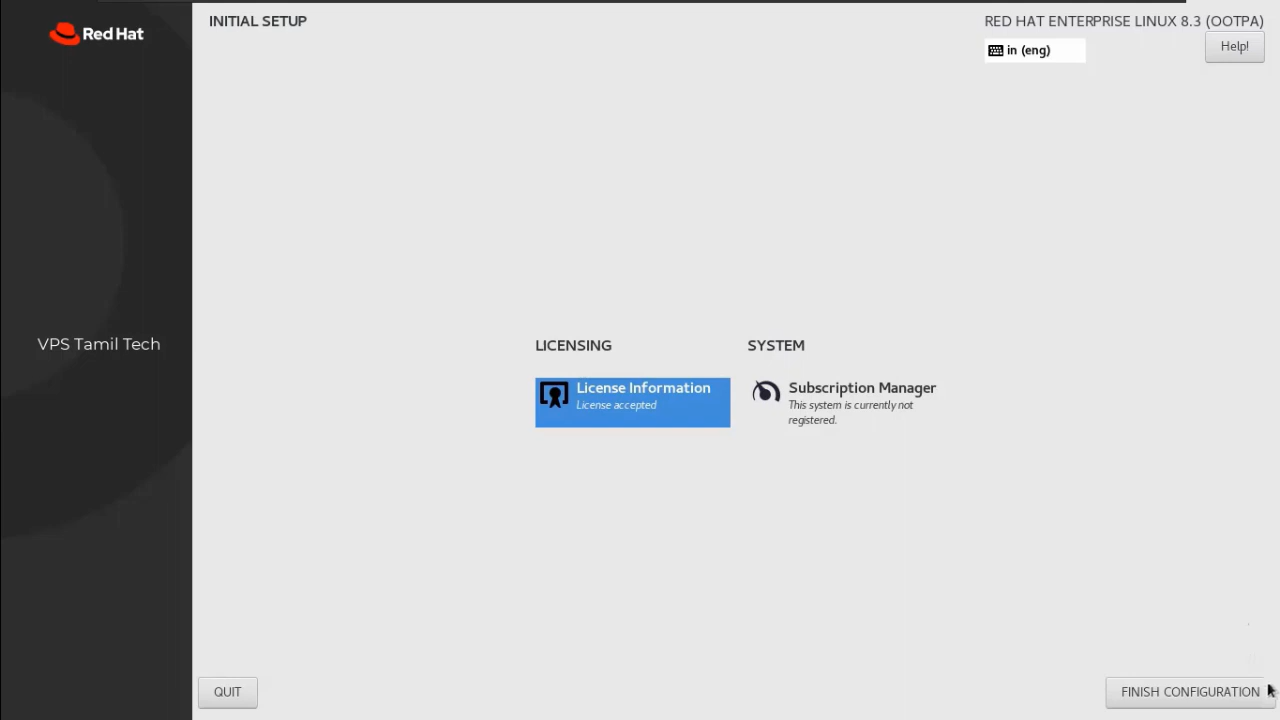 Red Hat
INITIAL SETUP
RED HAT ENTERPRISE LINUX 8.3 (OOTPA)
in (eng)
Help!
VPS Tamil Tech
LICENSING
License Information
License accepted
SYSTEM
Subscription Manager
This system is currently not
registered.
QUIT
FINISH CONFIGURATION